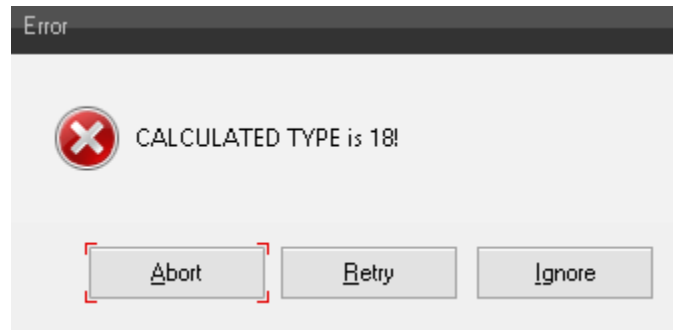 Error
CALCULATED TYPE is 18!
Abort
Retry
Ignore